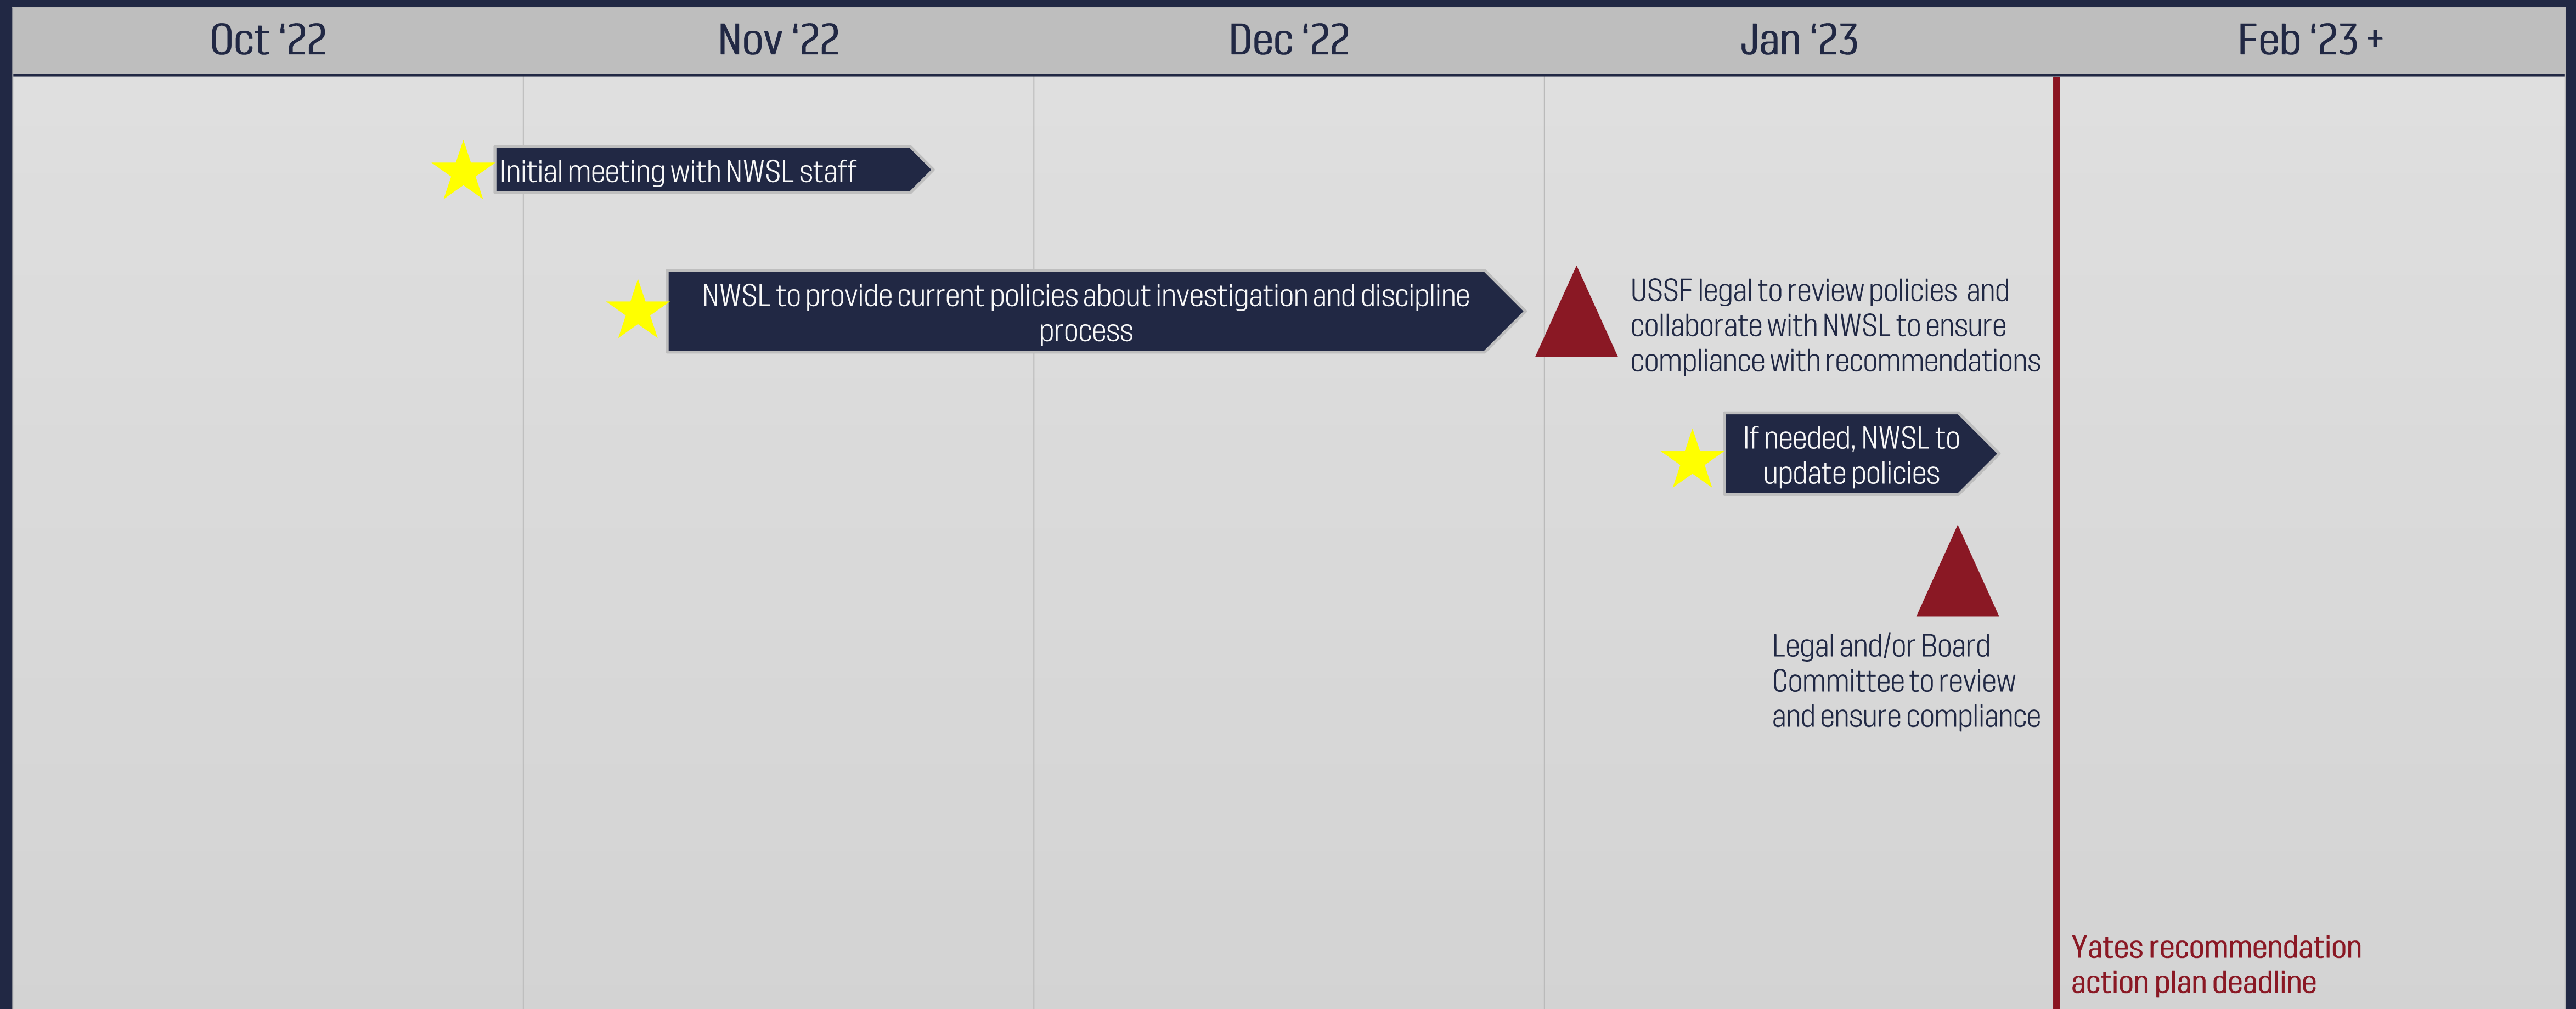 Oct ‘22
Nov ‘22
Dec ‘22
Jan ‘23
Feb ‘23 +
Initial meeting with NWSL staff
NWSL to provide current policies about investigation and discipline
process
USSF legal to review policies and
collaborate with NWSL to ensure
compliance with recommendations
If needed, NWSL to
update policies
Legal and/or Board
Committee to review
and ensure compliance
Yates recommendation
action plan deadline